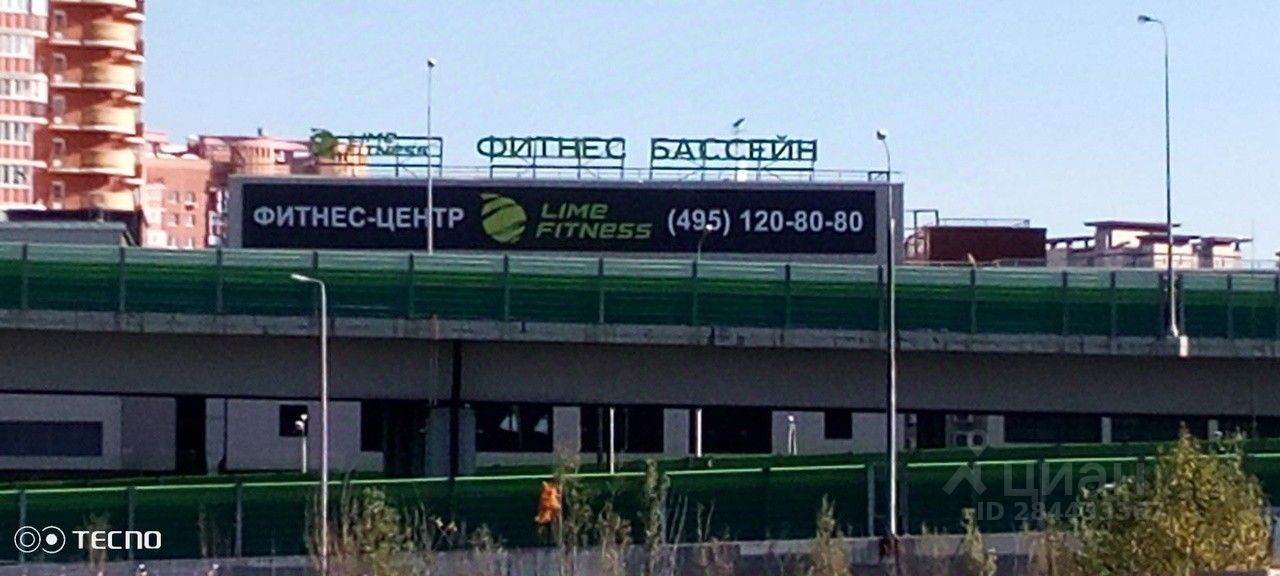 LIME
FITNESS
ФИТНЕС БАССЕЙН
ФИТНЕС-ЦЕНТР LIME FITNESS (495) 120-80-80
циан
TECNO